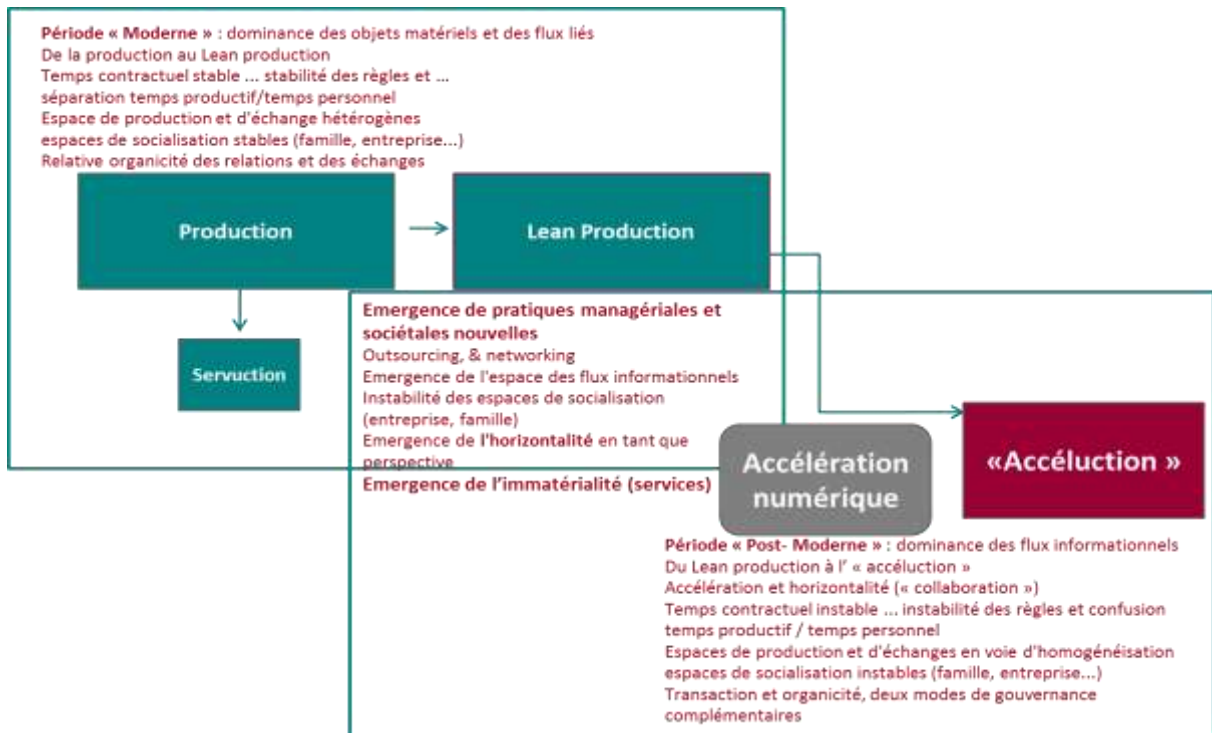 Période « Moderne » : dominance des objets matériels et des flux liés
De la production au Lean production
Temps contractuel stable ... stabilité des règles et ...
séparation temps productif/temps personnel
Espace de production et d'échange hétérogènes
espaces de socialisation stables (famille, entreprise...)
Relative organicité des relations et des échanges
Production
Lean Production
Servuction
Emergence de pratiques managériales et
sociétales nouvelles
Outsourcing, & networking
Emergence de l'espace des flux informationnels
Instabilité des espaces de socialisation
(entreprise, famille)
Emergence de l'horizontalité en tant que
perspective
Emergence de l'immatérialité (services)
Accélération
numérique
«Accéluction »
Période « Post- Moderne » : dominance des flux informationnels
Du Lean production à l' « accéluction »
Accélération et horizontalité (« collaboration »)
Temps contractuel instable ... instabilité des règles et confusion
temps productif / temps personnel
Espaces de production et d'échanges en voie d'homogénéisation
espaces de socialisation instables (famille, entreprise...)
Transaction et organicité, deux modes de gouvernance
complémentaires